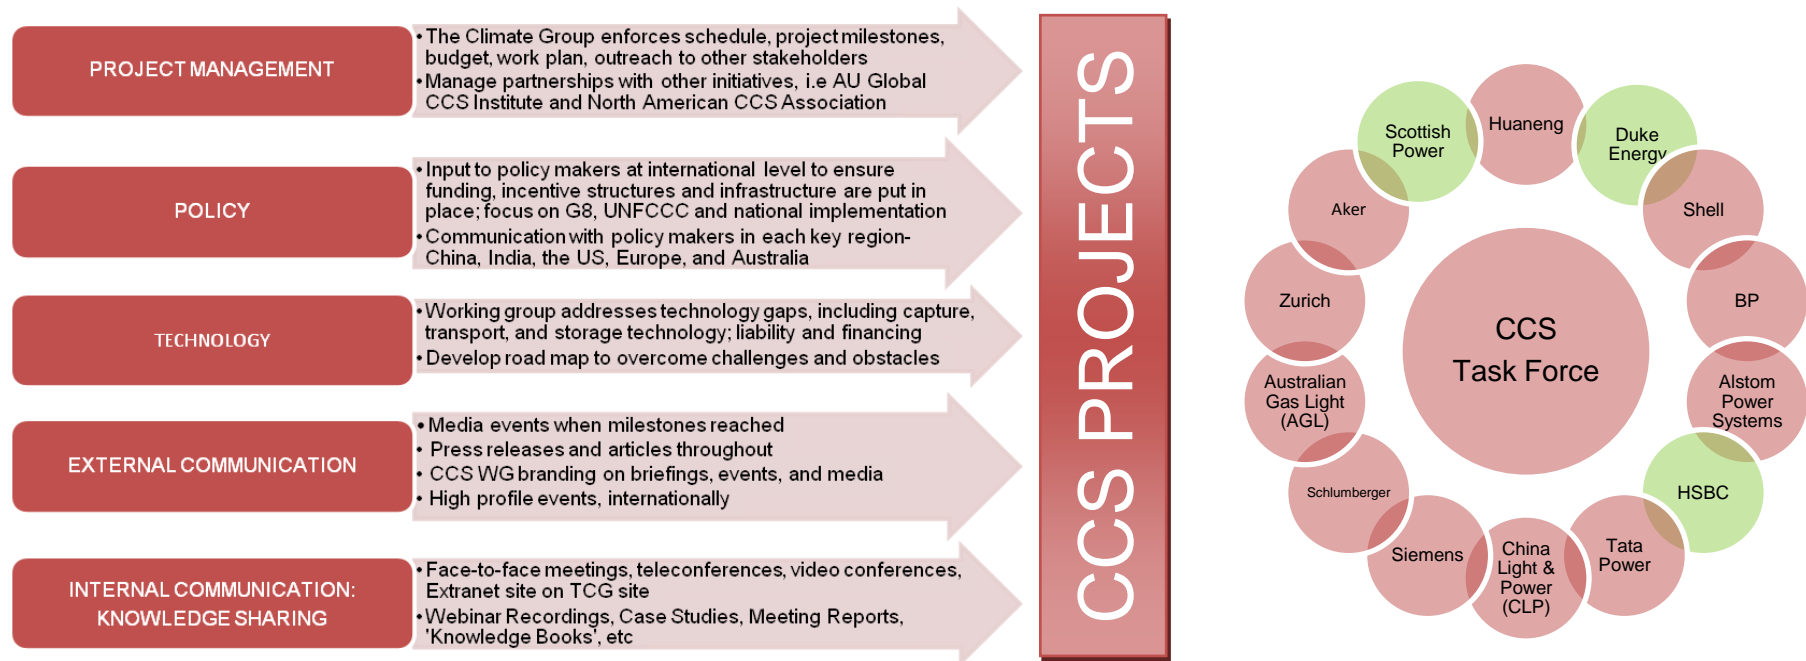 PROJECT MANAGEMENT
• The Climate Group enforces schedule, project milestones,
budget, work plan, outreach to other stakeholders
• Manage partnerships with other initiatives, i.e AU Global
CCS Institute and North American CCS Association
POLICY
• Input to policy makers at international level to ensure
funding, incentive structures and infrastructure are put in
place; focus on G8, UNFCCC and national implementation
• Communication with policy makers in each key region-
China, India, the US, Europe, and Australia
TECHNOLOGY
• Working group addresses technology gaps, including capture,
transport, and storage technology; liability and financing
• Develop road map to overcome challenges and obstacles
EXTERNAL COMMUNICATION
• Media events when milestones reached
• Press releases and articles throughout
• CCS WG branding on briefings, events, and media
• High profile events, internationally
INTERNAL COMMUNICATION:
KNOWLEDGE SHARING
• Face-to-face meetings, teleconferences, video conferences,
Extranet site on TCG site
• Webinar Recordings, Case Studies, Meeting Reports,
'Knowledge Books', etc
CCS PROJECTS
CCS
Task Force
Huaneng
Duke
Energy
Shell
BP
Alstom
Power
Systems
HSBC
Tata
Power
China
Light &
Power
(CLP)
Siemens
Schlumberger
Australian
Gas Light
(AGL)
Zurich
Aker
Scottish
Power